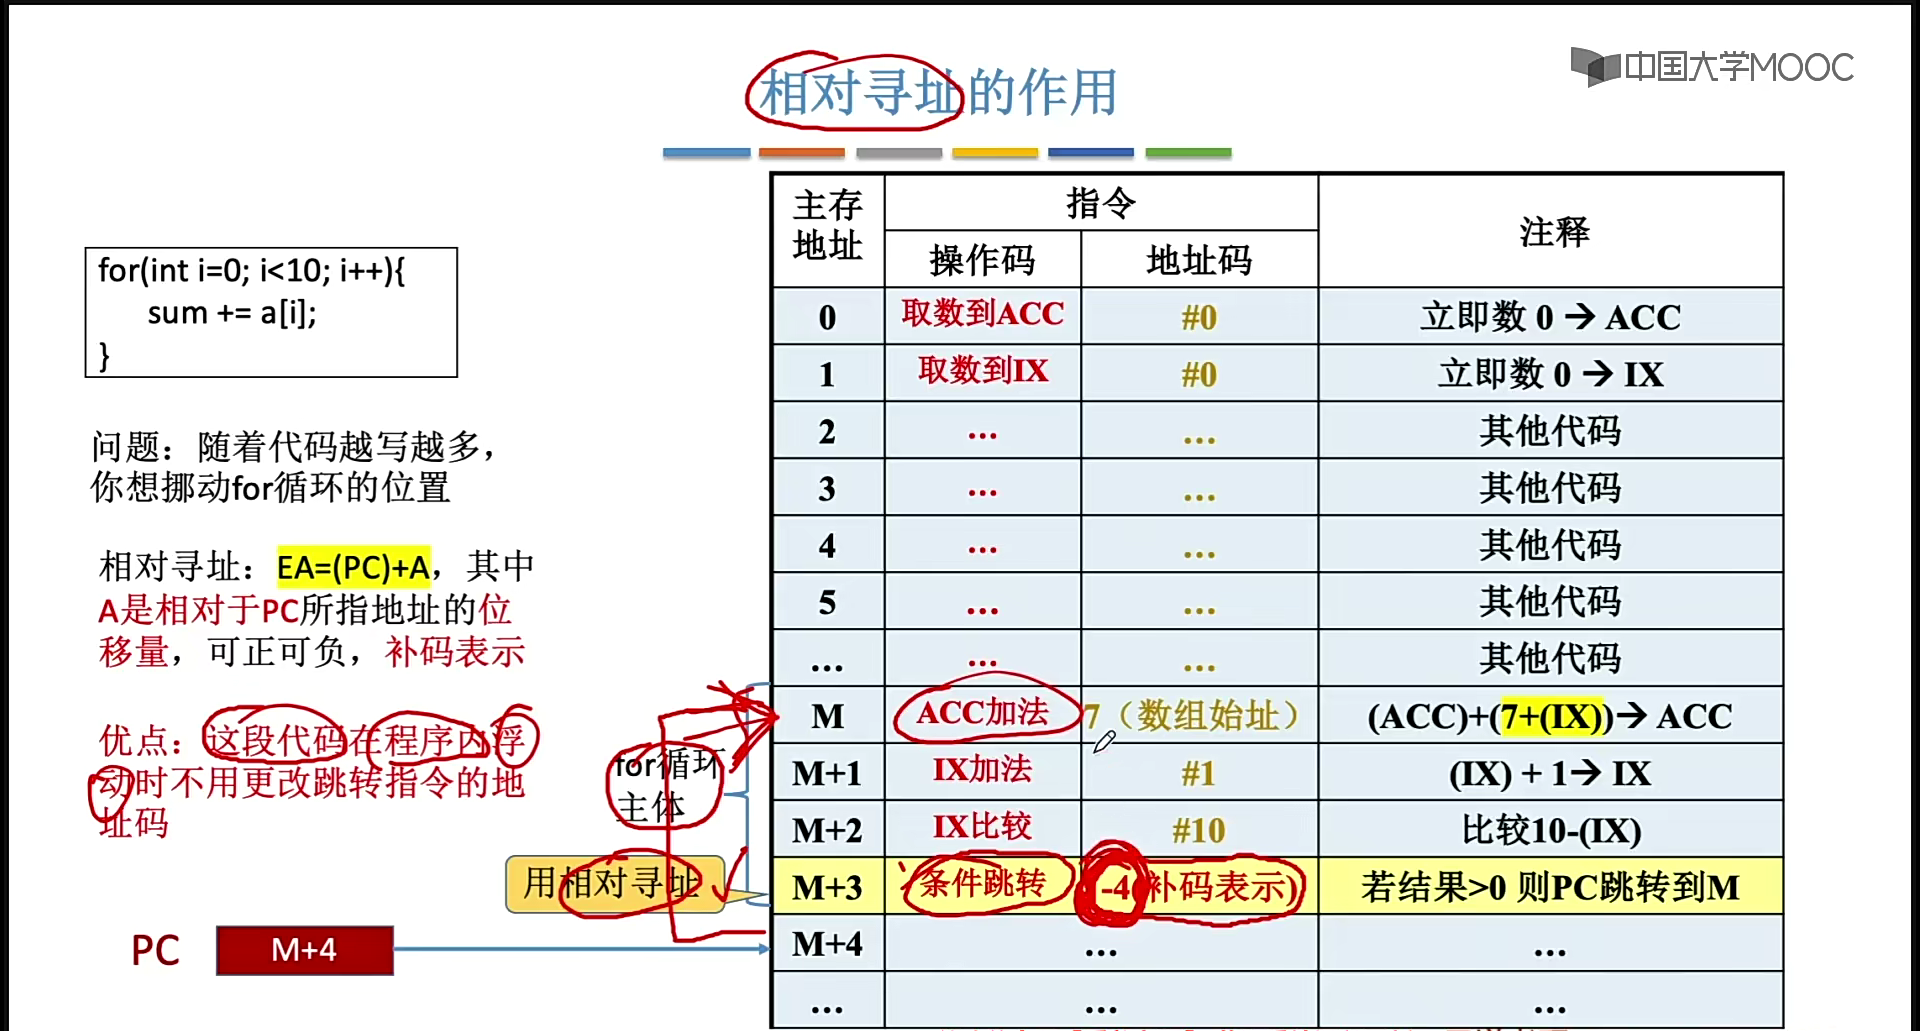 中国大学MOOC
相对寻址的作用
for(int i=0; i<10; i++){
sum += a[i];
}
问题：随着代码越写越多，
你想挪动for循环的位置
相对寻址：EA=(PC)+A，其中
A是相对于PC所指地址的位
移量，可正可负，补码表示
优点：这段代码在程序内浮
动时不用更改跳转指令的地
址码
for循环
主体
用相对寻址
PC M+4
主存地址 指令 注释
操作码 地址码
0 取数到ACC #0 立即数 0 → ACC
1 取数到IX #0 立即数 0 → IX
2 … … 其他代码
3 … … 其他代码
4 … … 其他代码
5 … … 其他代码
… … … 其他代码
M ACC加法 7（数组始址） (ACC)+(7+(IX))→ ACC
M+1 IX加法 #1 (IX) + 1→ IX
M+2 IX比较 #10 比较10-(IX)
M+3 条件跳转 -4(补码表示) 若结果>0 则PC跳转到M
M+4 … …
… … …